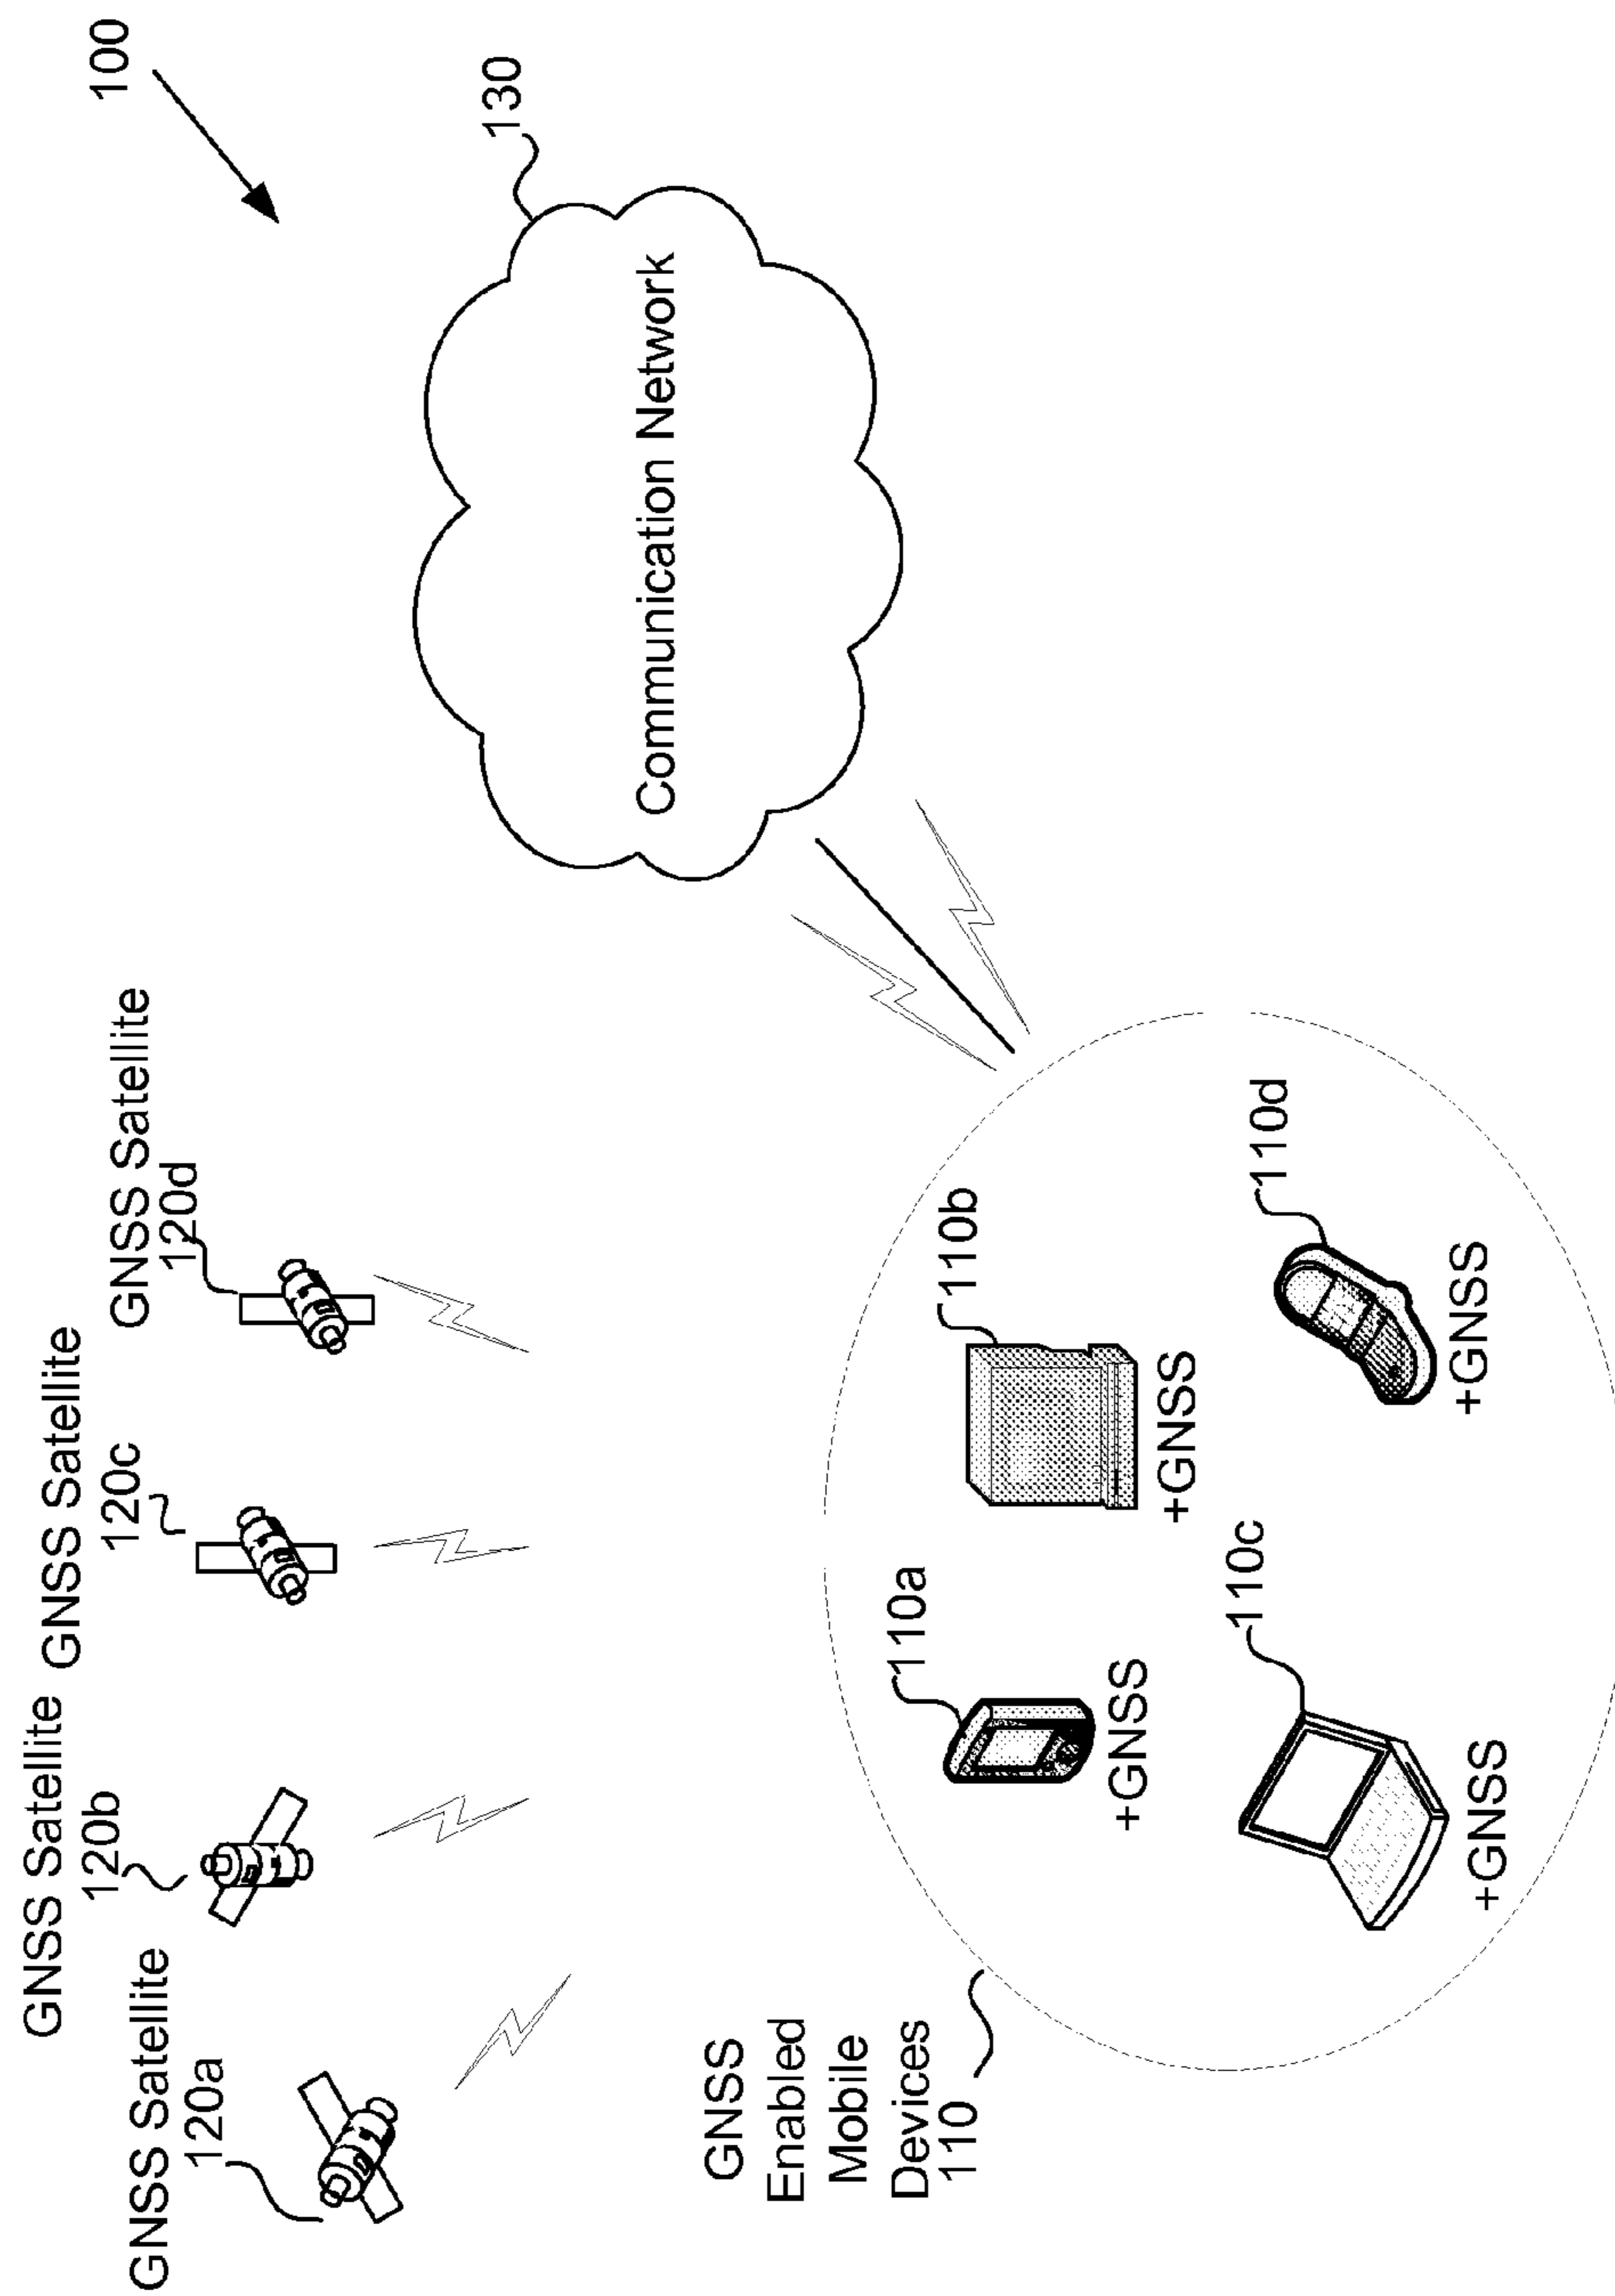 100
GNSS Satellite
120a
GNSS Satellite
120b
GNSS Satellite
120c
GNSS Satellite
120d
130
Communication Network
GNSS
Enabled
Mobile
Devices
110
110a
+GNSS
110b
+GNSS
110c
+GNSS
110d
+GNSS